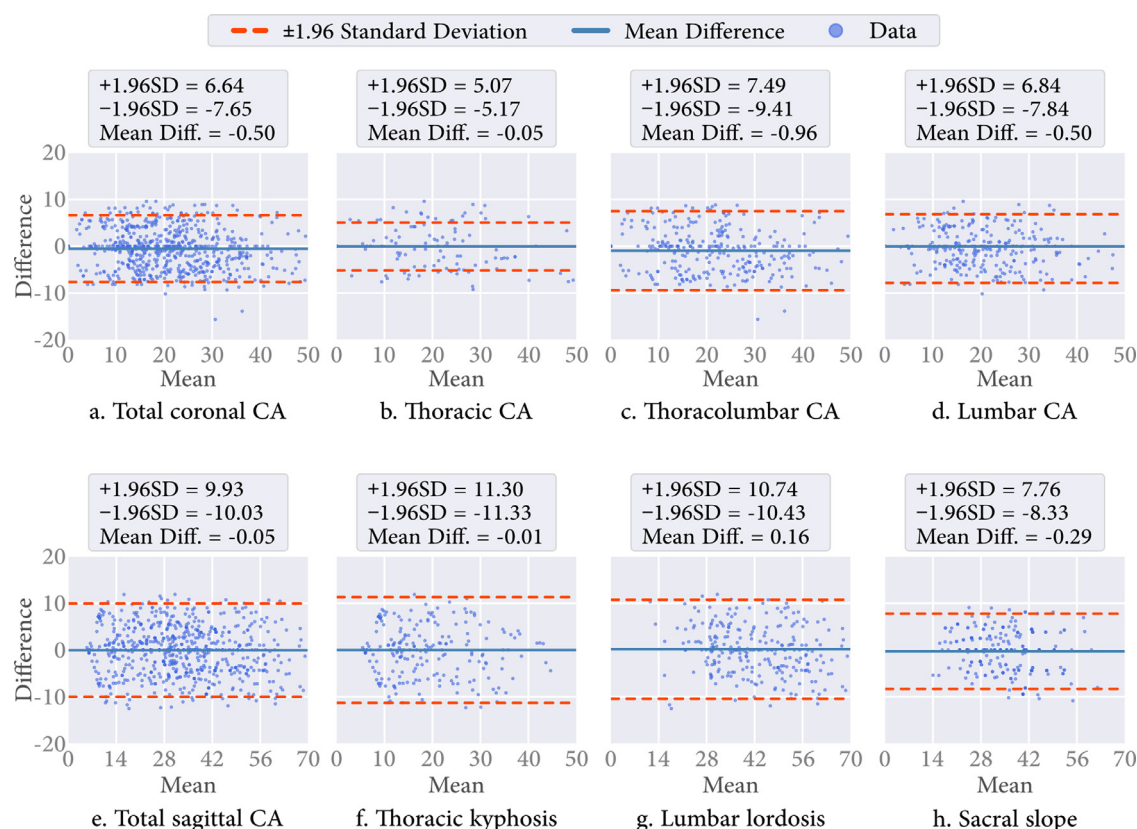 ±1.96 Standard Deviation Mean Difference Data
+1.96SD = 6.64
−1.96SD = -7.65
Mean Diff. = -0.50
+1.96SD = 5.07
−1.96SD = -5.17
Mean Diff. = -0.05
+1.96SD = 7.49
−1.96SD = -9.41
Mean Diff. = -0.96
+1.96SD = 6.84
−1.96SD = -7.84
Mean Diff. = -0.50
Difference
20
10
0
-10
-20
0 10 20 30 40 50
Mean
a. Total coronal CA
0 10 20 30 40 50
Mean
b. Thoracic CA
0 10 20 30 40 50
Mean
c. Thoracolumbar CA
0 10 20 30 40 50
Mean
d. Lumbar CA
+1.96SD = 9.93
−1.96SD = -10.03
Mean Diff. = -0.05
+1.96SD = 11.30
−1.96SD = -11.33
Mean Diff. = -0.01
+1.96SD = 10.74
−1.96SD = -10.43
Mean Diff. = 0.16
+1.96SD = 7.76
−1.96SD = -8.33
Mean Diff. = -0.29
Difference
20
10
0
-10
-20
0 14 28 42 56 70
Mean
e. Total sagittal CA
0 10 20 30 40 50
Mean
f. Thoracic kyphosis
0 14 28 42 56 70
Mean
g. Lumbar lordosis
0 14 28 42 56 70
Mean
h. Sacral slope